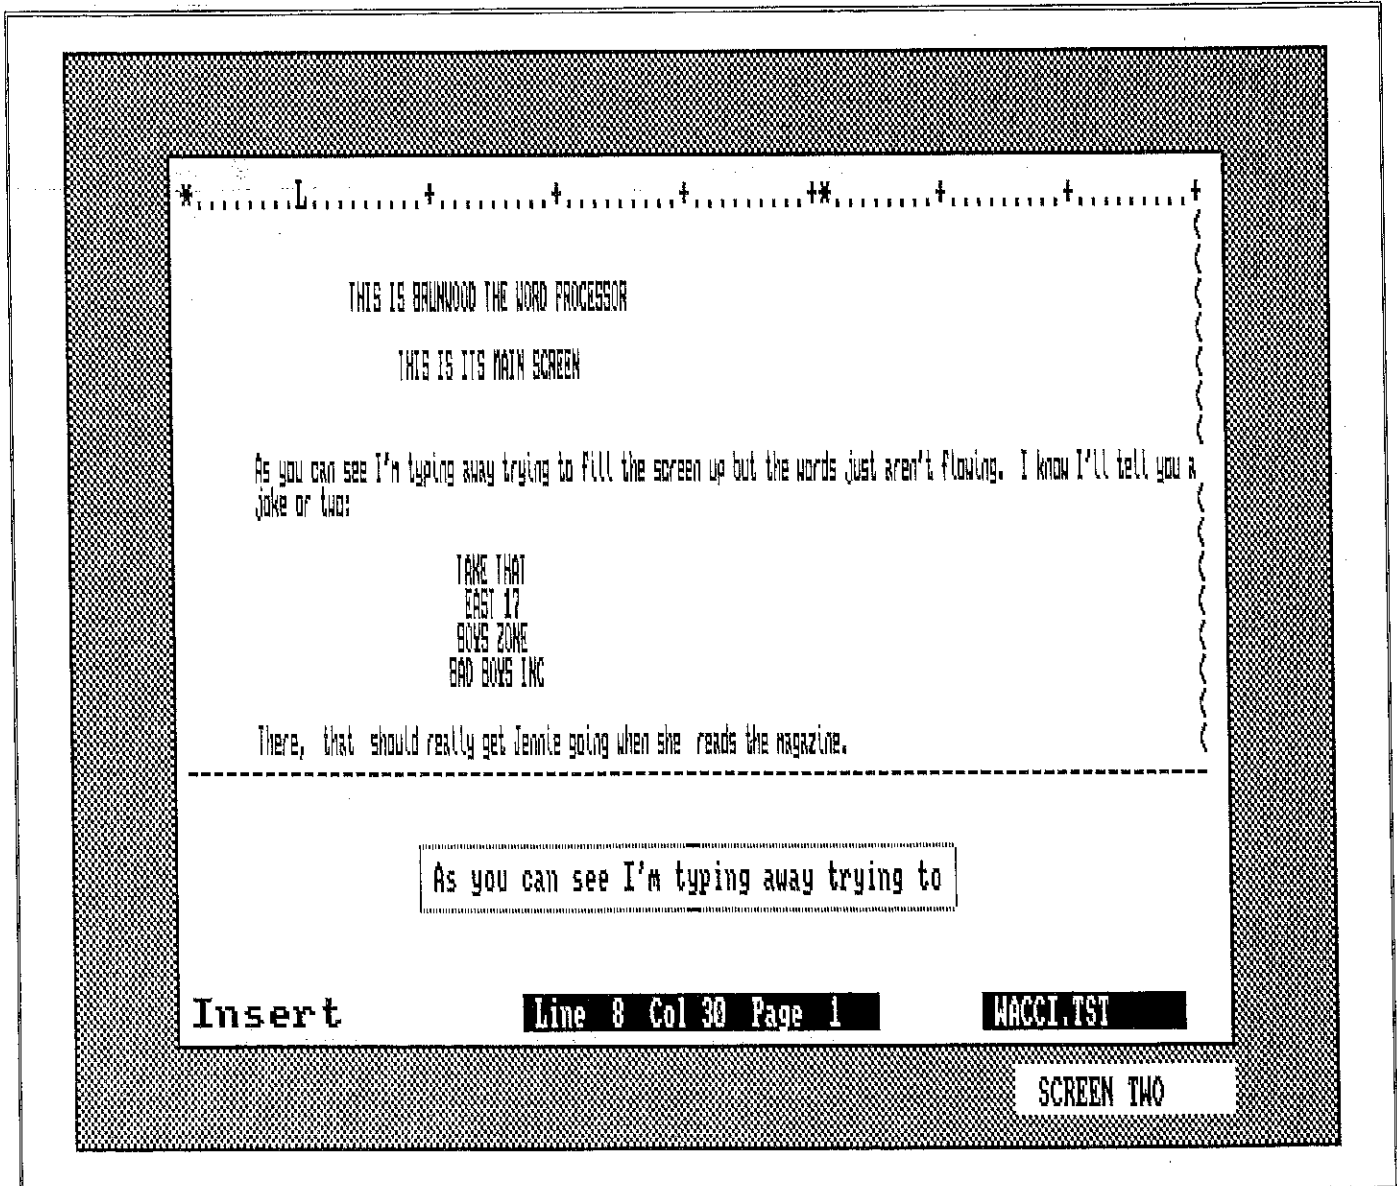 *.......L.........+.........+.........+.........+*........+.........+.........+
THIS IS BRUNWOOD THE WORD PROCESSOR
THIS IS ITS MAIN SCREEN
As you can see I'm typing away trying to fill the screen up but the words just aren't flowing.  I know I'll tell you a
joke or two:
TAKE THAT
EAST 17
BOYS ZONE
BAD BOYS INC
There,  that  should really get Jennie going when she  reads the magazine.
As you can see I'm typing away trying to
Insert
Line  8  Col 30  Page  1
WACCI.TST
SCREEN TWO